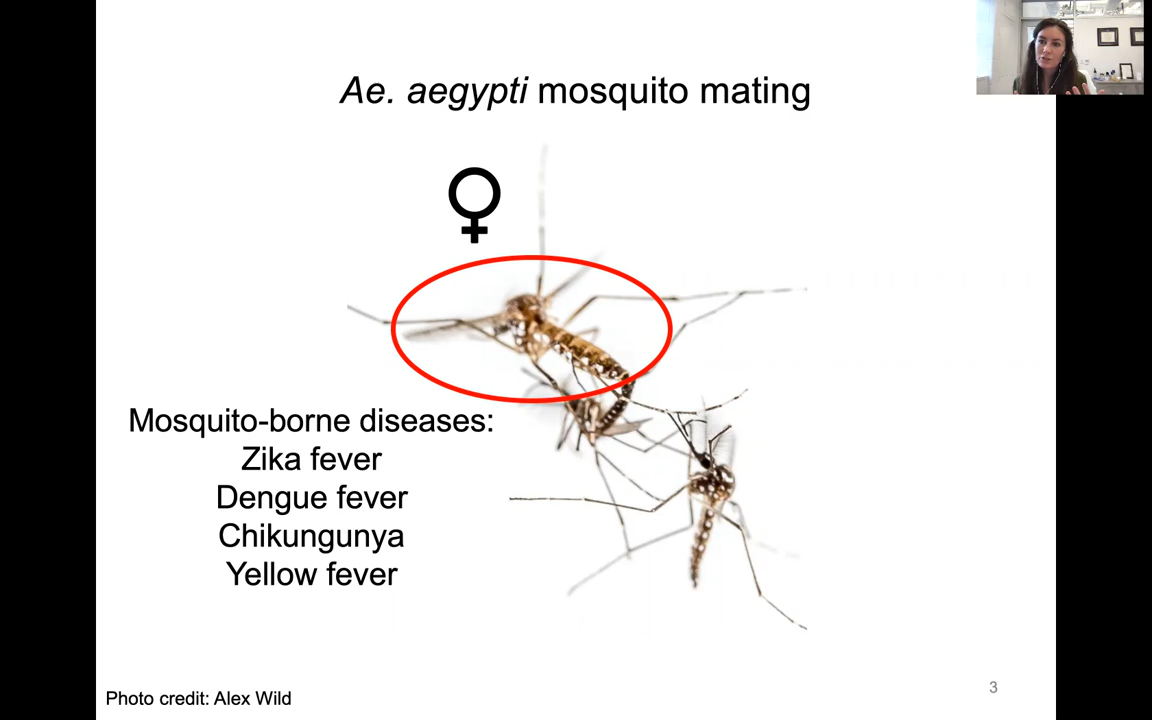 Ae. aegypti mosquito mating
Mosquito-borne diseases:
Zika fever
Dengue fever
Chikungunya
Yellow fever
Photo credit: Alex Wild
3